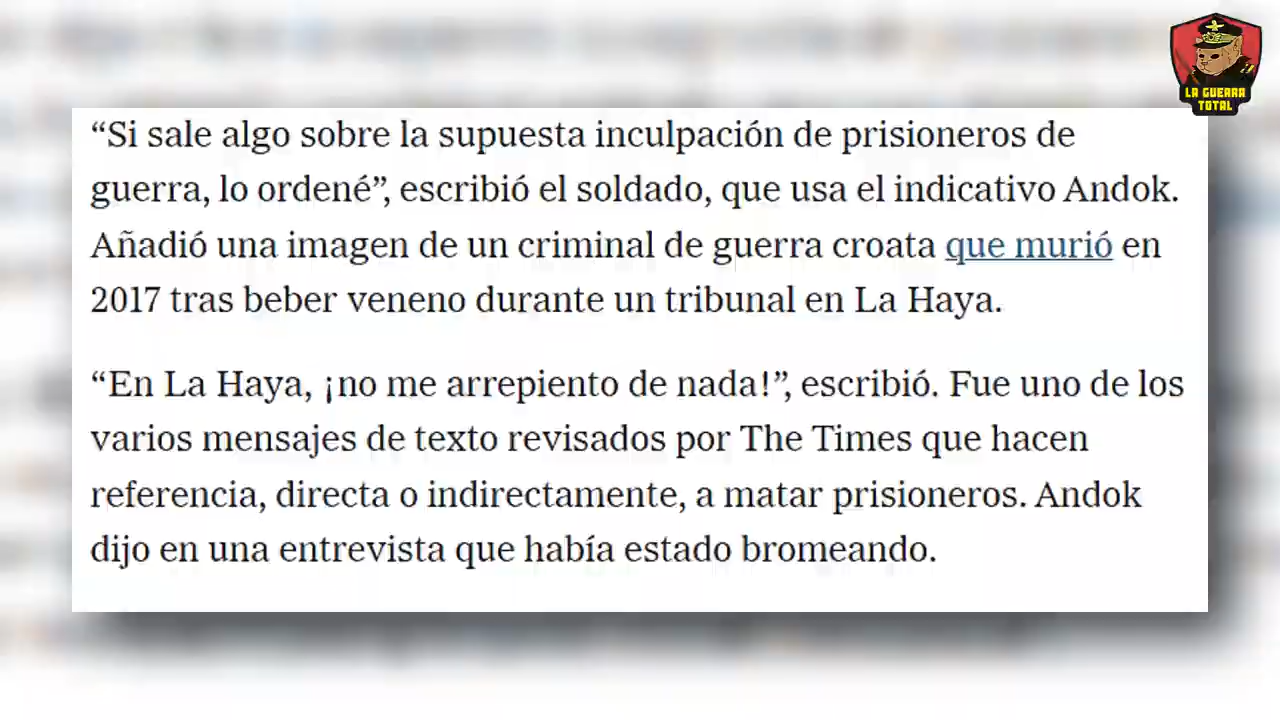 LA GUERRA
TOTAL
“Si sale algo sobre la supuesta inculpación de prisioneros de
guerra, lo ordené”, escribió el soldado, que usa el indicativo Andok.
Añadió una imagen de un criminal de guerra croata que murió en
2017 tras beber veneno durante un tribunal en La Haya.
“En La Haya, ¡no me arrepiento de nada!”, escribió. Fue uno de los
varios mensajes de texto revisados por The Times que hacen
referencia, directa o indirectamente, a matar prisioneros. Andok
dijo en una entrevista que había estado bromeando.